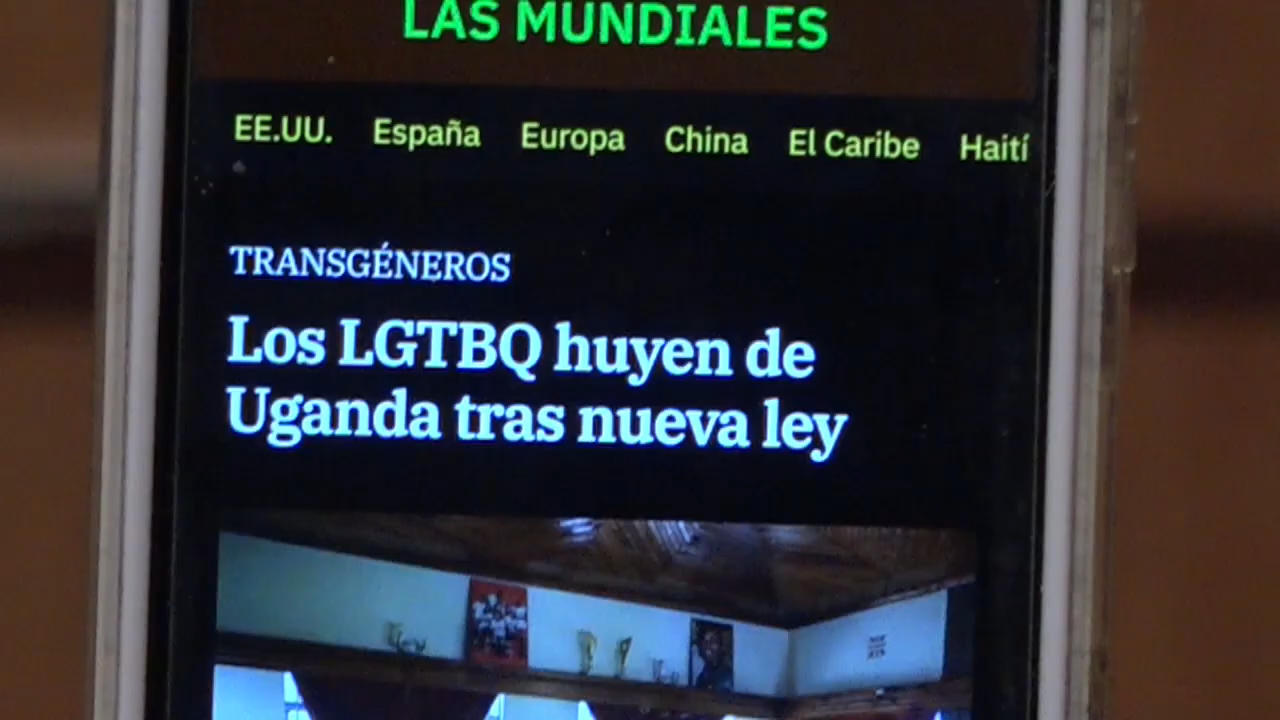 LAS MUNDIALES
EE.UU. España Europa China El Caribe Haití
TRANSGÉNEROS
Los LGTBQ huyen de
Uganda tras nueva ley